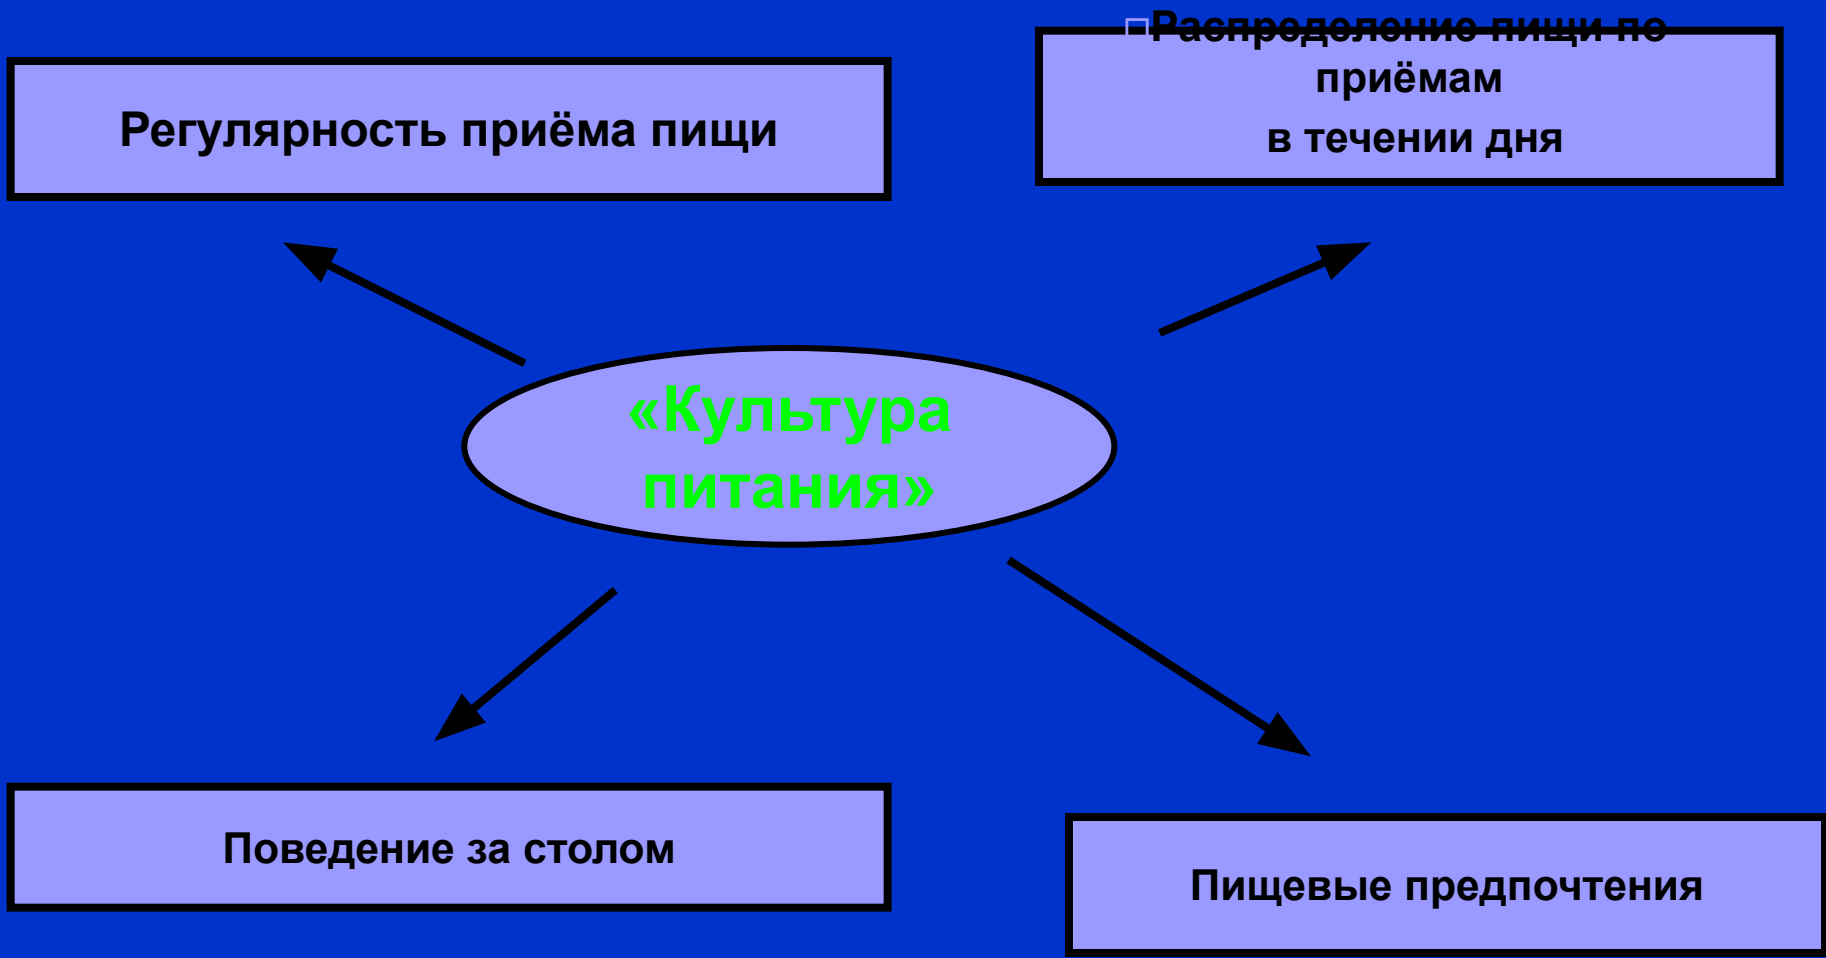 Распределение пищи по
приёмам
в течении дня
Регулярность приёма пищи
«Культура
питания»
Поведение за столом
Пищевые предпочтения